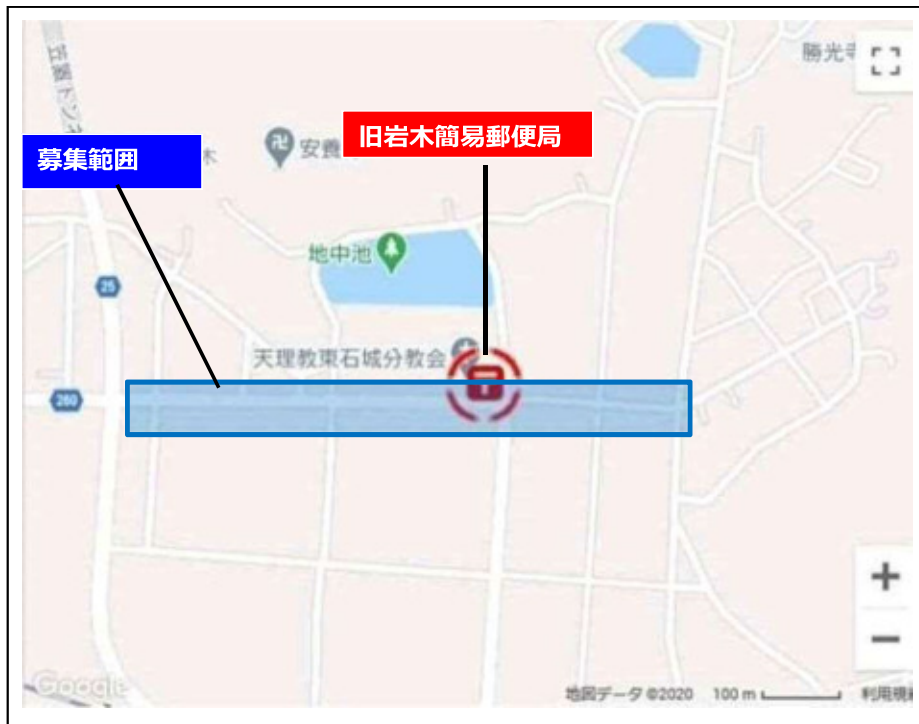 勝光寺
旧岩木簡易郵便局
募集範囲
木
安養
地中池
25
天理教東石城分教会
260
Google
地図データ ©2020
100 m
利用規約